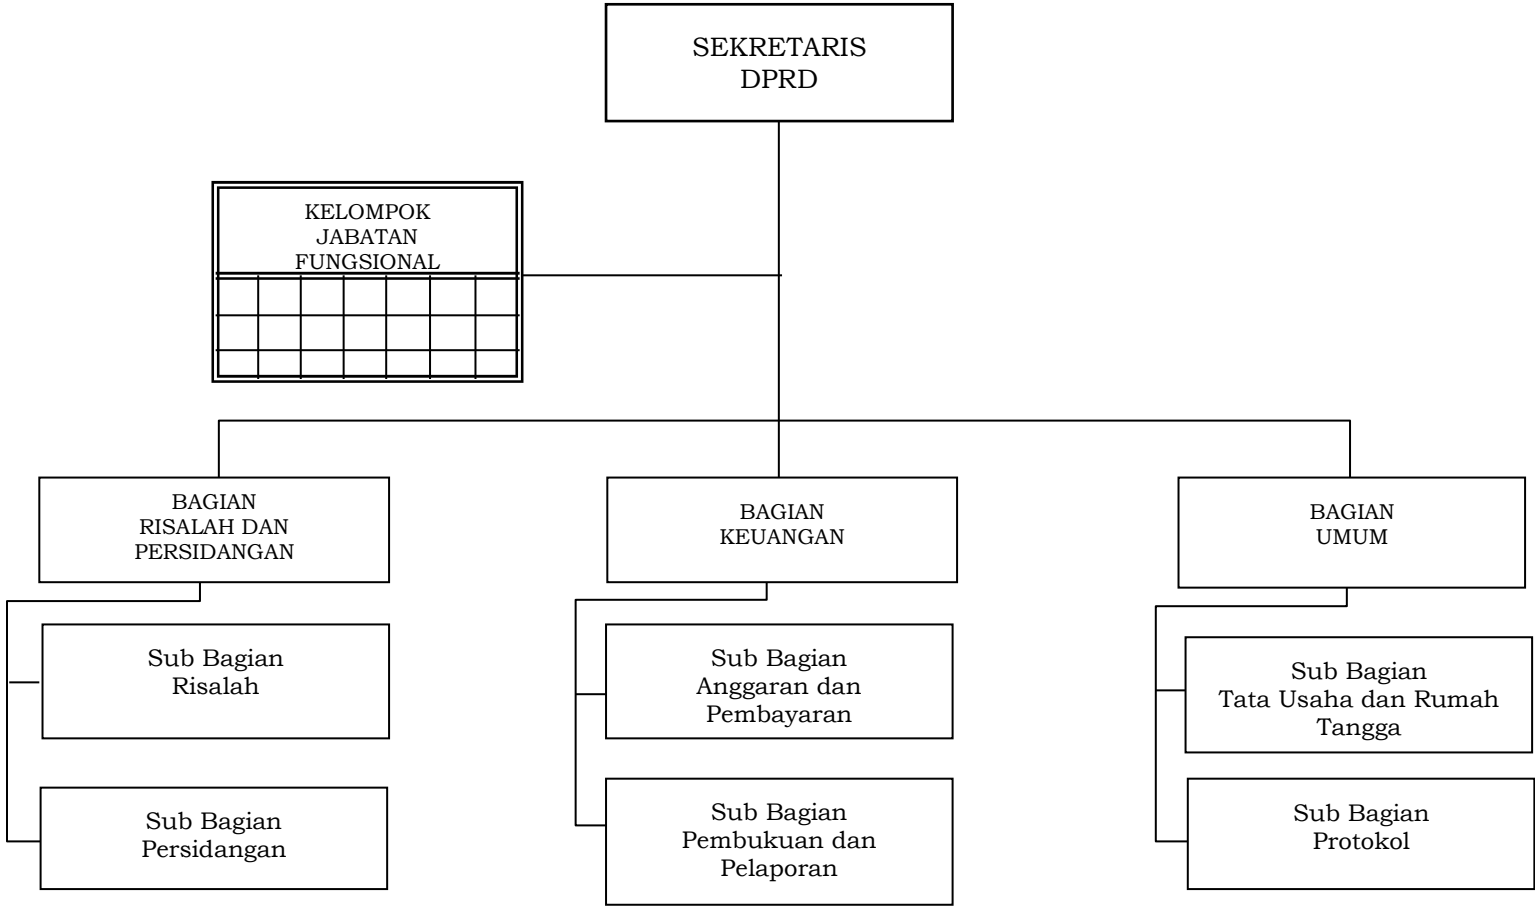 SEKRETARIS
DPRD
KELOMPOK
JABATAN
FUNGSIONAL
BAGIAN
RISALAH DAN
PERSIDANGAN
BAGIAN
KEUANGAN
BAGIAN
UMUM
Sub Bagian
Risalah
Sub Bagian
Anggaran dan
Pembayaran
Sub Bagian
Tata Usaha dan Rumah
Tangga
Sub Bagian
Persidangan
Sub Bagian
Pembukuan dan
Pelaporan
Sub Bagian
Protokol